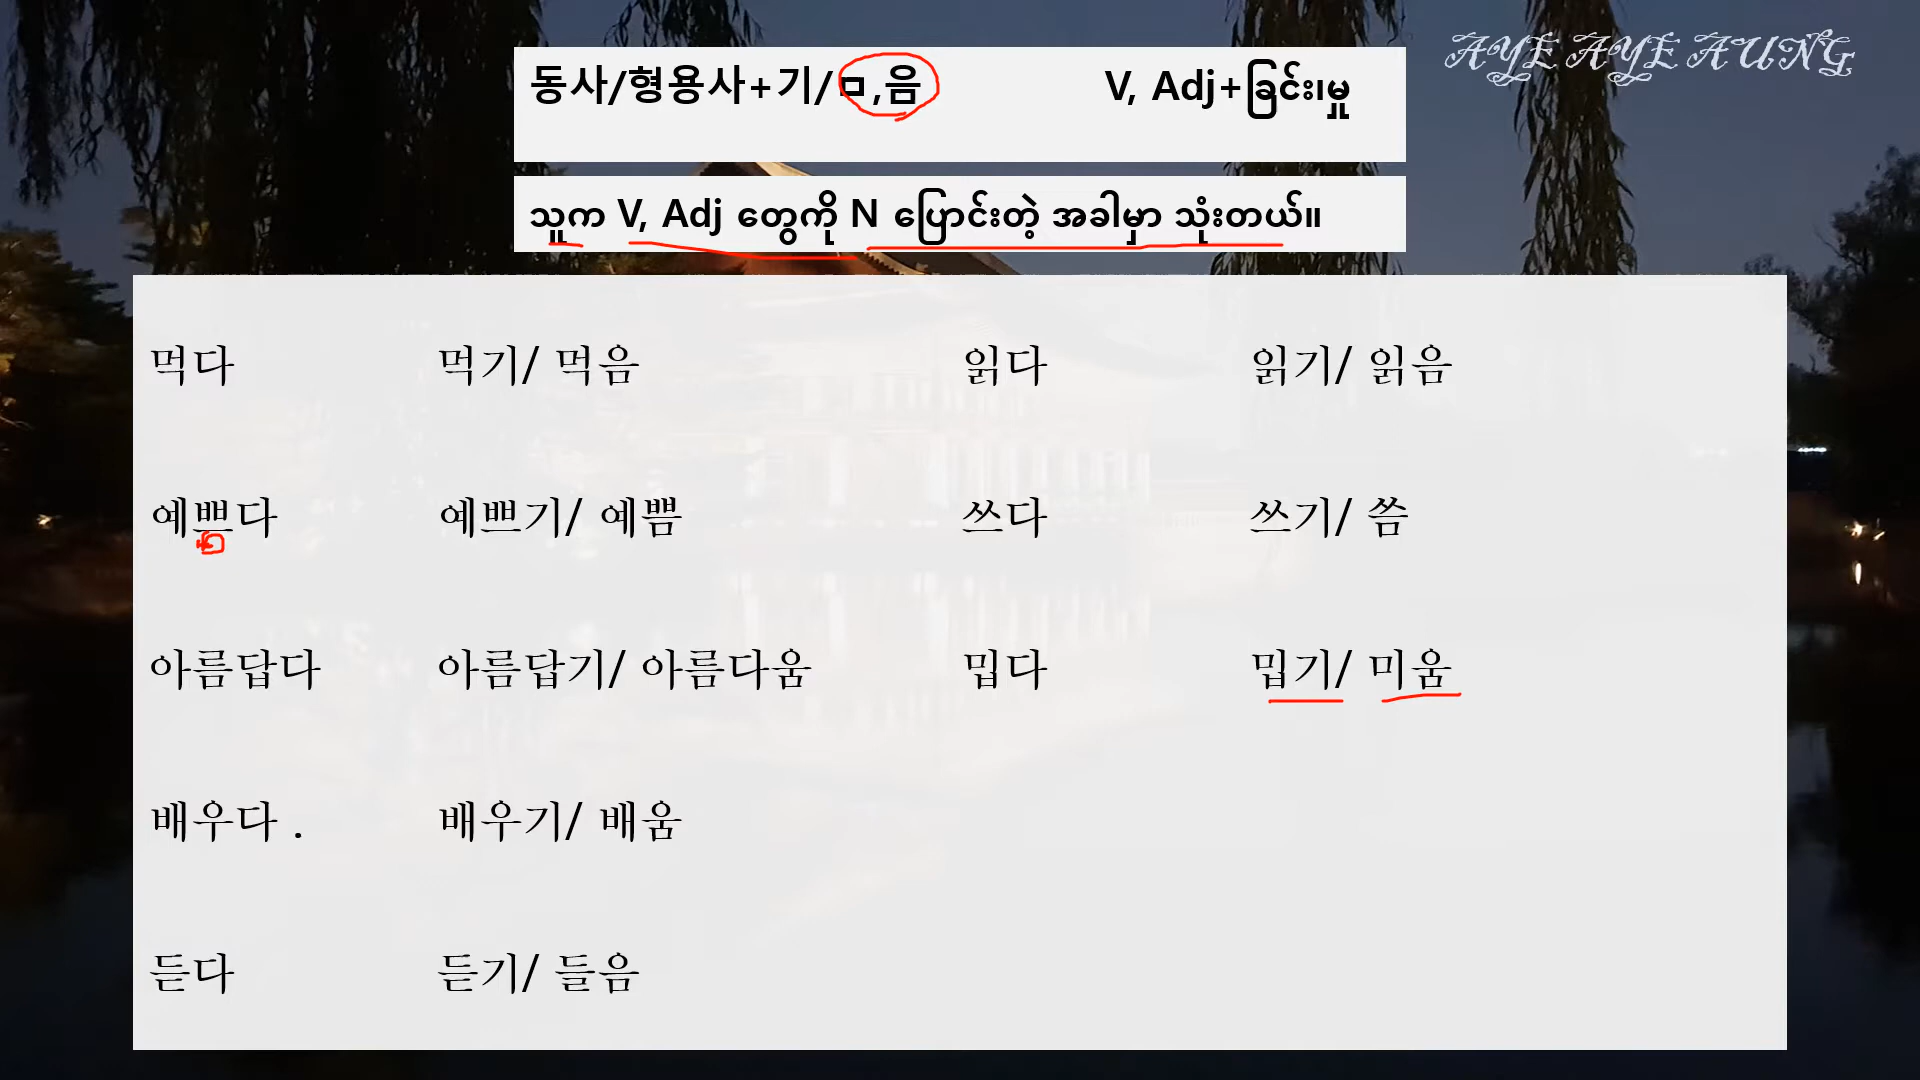 AYE AYE AUNG
동사/형용사+기/ㅁ,음 V, Adj+ခြင်း၊မှု
သူက V, Adj တွေကို N ပြောင်းတဲ့ အခါမှာ သုံးတယ်။
먹다 먹기/ 먹음 읽다 읽기/ 읽음
예쁘다 예쁘기/ 예쁨 쓰다 쓰기/ 씀
아름답다 아름답기/ 아름다움 밉다 밉기/ 미움
배우다 . 배우기/ 배움
듣다 듣기/ 들음